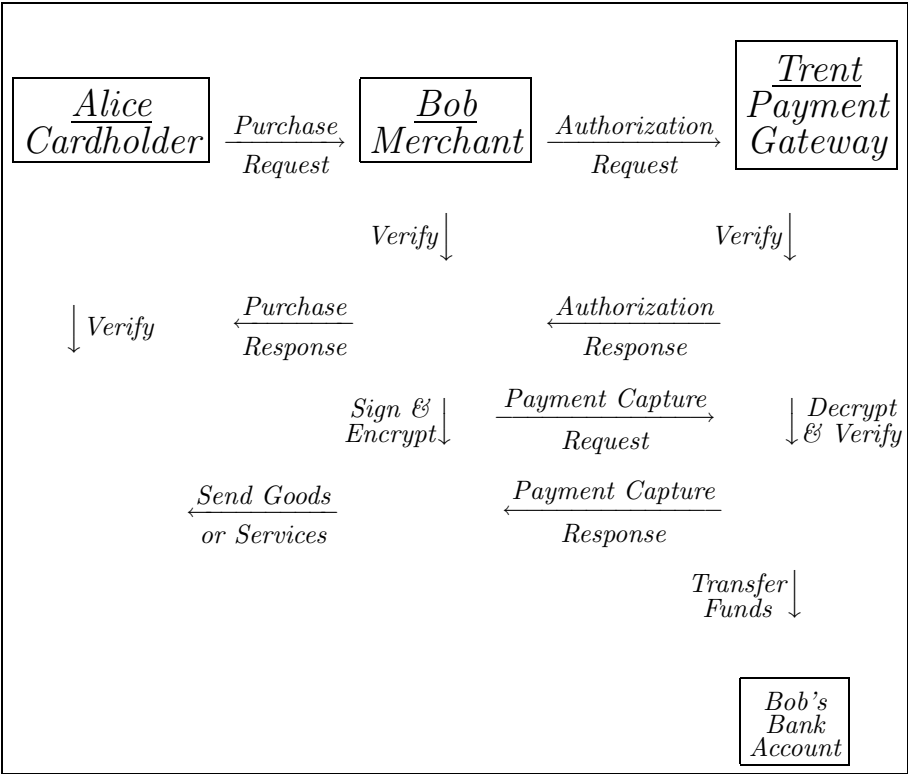 Alice
Cardholder
Purchase
Request
Bob
Merchant
Authorization
Request
Trent
Payment
Gateway
Verify
Verify
Verify
Purchase
Response
Authorization
Response
Sign &
Encrypt
Payment Capture
Request
Decrypt
& Verify
Send Goods
or Services
Payment Capture
Response
Transfer
Funds
Bob's
Bank
Account